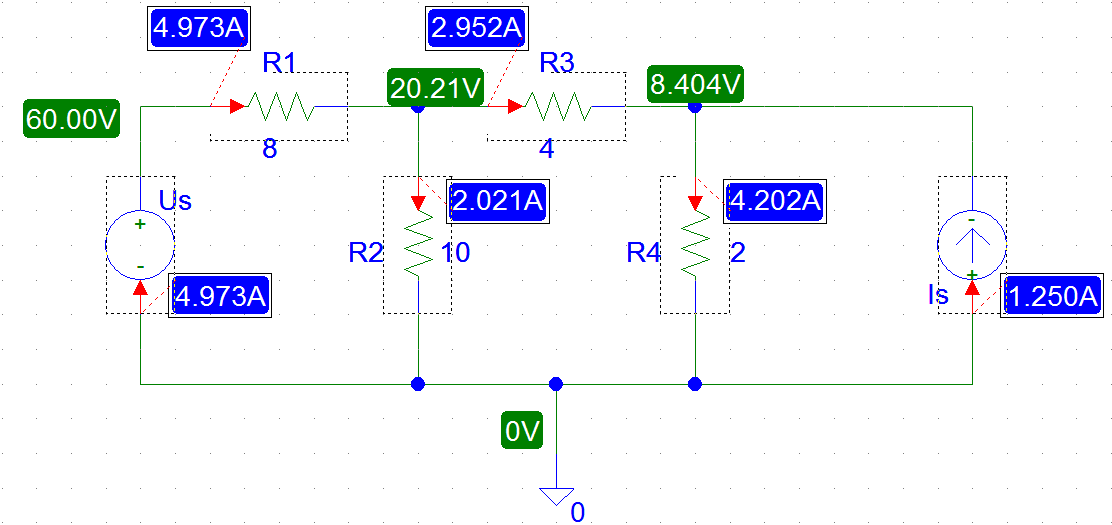 4.973A
2.952A
R1
R3
20.21V
8.404V
60.00V
8
4
Us
2.021A
4.202A
+
-
R2
10
R4
2
-
+
4.973A
Is
1.250A
0V
0